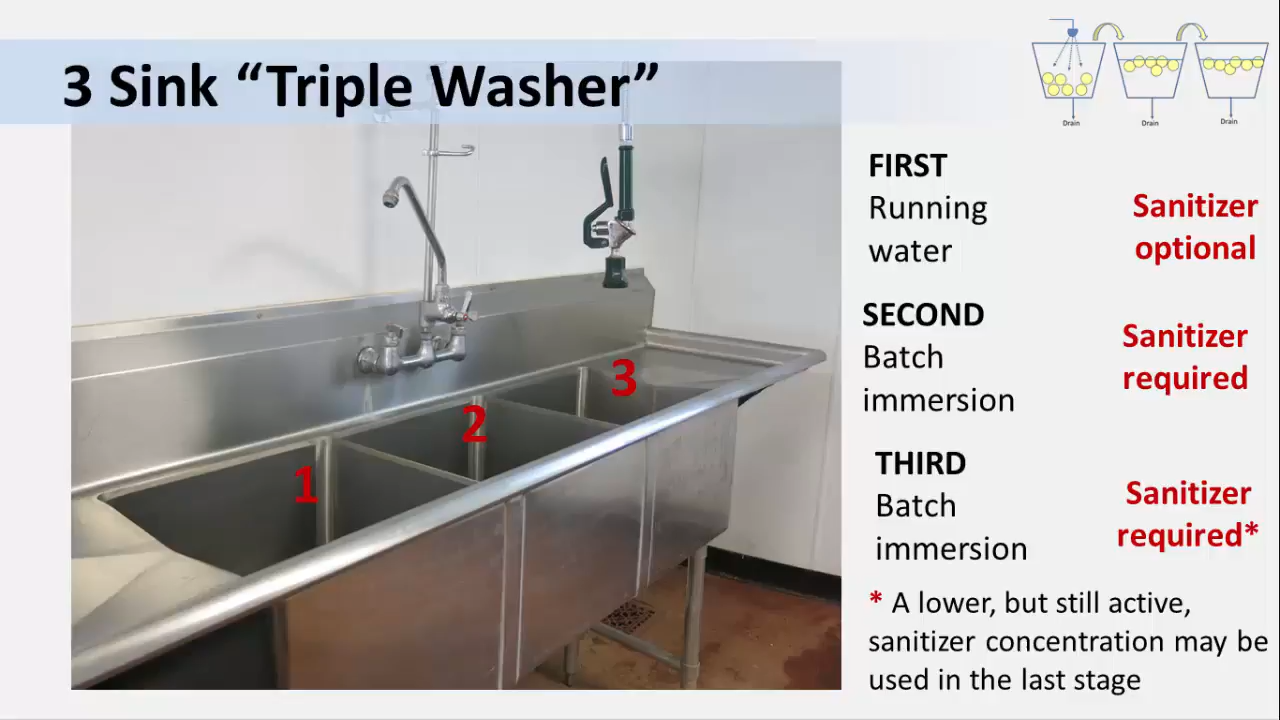 3 Sink “Triple Washer”
Drain
Drain
Drain
FIRST
Running
water
Sanitizer
optional
SECOND
Batch
immersion
Sanitizer
required
THIRD
Batch
immersion
Sanitizer
required*
* A lower, but still active,
sanitizer concentration may be
used in the last stage
1
2
3